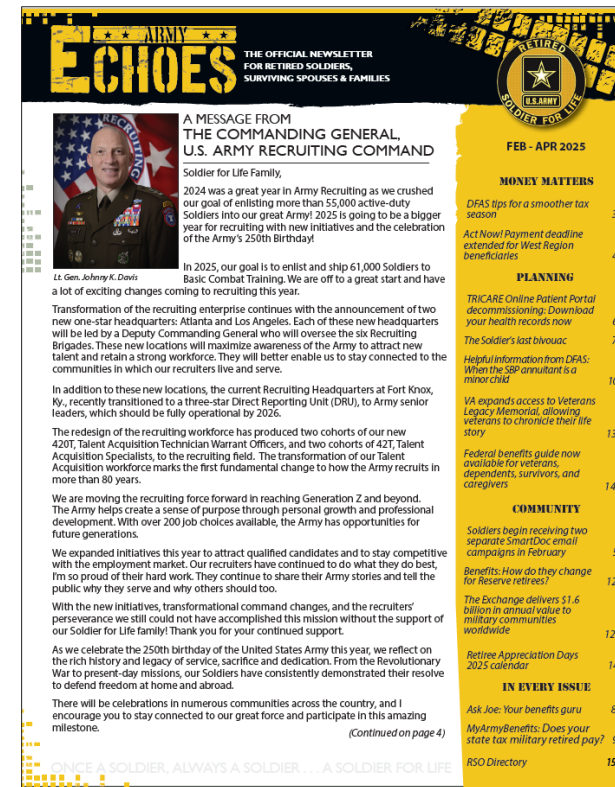 ARMY
ECHOES
THE OFFICIAL NEWSLETTER
FOR RETIRED SOLDIERS,
SURVIVING SPOUSES & FAMILIES
RETIRED
U.S. ARMY
SOLDIER FOR LIFE
RECRUITING
RECRUITING
Lt. Gen. Johnny K. Davis
A MESSAGE FROM
THE COMMANDING GENERAL,
U.S. ARMY RECRUITING COMMAND
Soldier for Life Family,
2024 was a great year in Army Recruiting as we crushed
our goal of enlisting more than 55,000 active-duty
Soldiers into our great Army! 2025 is going to be a bigger
year for recruiting with new initiatives and the celebration
of the Army's 250th Birthday!
In 2025, our goal is to enlist and ship 61,000 Soldiers to
Basic Combat Training. We are off to a great start and have
a lot of exciting changes coming to recruiting this year.
Transformation of the recruiting enterprise continues with the announcement of two
new one-star headquarters: Atlanta and Los Angeles. Each of these new headquarters
will be led by a Deputy Commanding General who will oversee the six Recruiting
Brigades. These new locations will maximize awareness of the Army to attract new
talent and retain a strong workforce. They will better enable us to stay connected to the
communities in which our recruiters live and serve.
In addition to these new locations, the current Recruiting Headquarters at Fort Knox,
Ky., recently transitioned to a three-star Direct Reporting Unit (DRU), to Army senior
leaders, which should be fully operational by 2026.
The redesign of the recruiting workforce has produced two cohorts of our new
420T, Talent Acquisition Technician Warrant Officers, and two cohorts of 42T, Talent
Acquisition Specialists, to the recruiting field. The transformation of our Talent
Acquisition workforce marks the first fundamental change to how the Army recruits in
more than 80 years.
We are moving the recruiting force forward in reaching Generation Z and beyond.
The Army helps create a sense of purpose through personal growth and professional
development. With over 200 job choices available, the Army has opportunities for
future generations.
We expanded initiatives this year to attract qualified candidates and to stay competitive
with the employment market. Our recruiters have continued to do what they do best,
I'm so proud of their hard work. They continue to share their Army stories and tell the
public why they serve and why others should too.
With the new initiatives, transformational command changes, and the recruiters'
perseverance we still could not have accomplished this mission without the support of
our Soldier for Life family! Thank you for your continued support.
As we celebrate the 250th birthday of the United States Army this year, we reflect on
the rich history and legacy of service, sacrifice and dedication. From the Revolutionary
War to present-day missions, our Soldiers have consistently demonstrated their resolve
to defend freedom at home and abroad.
There will be celebrations in numerous communities across the country, and I
encourage you to stay connected to our great force and participate in this amazing
milestone.
(Continued on page 4)
FEB - APR 2025
MONEY MATTERS
DFAS tips for a smoother tax
season
Act Now! Payment deadline
extended for West Region
beneficiaries 4
PLANNING
TRICARE Online Patient Portal
decommissioning: Download
your health records now 6
The Soldier's last bivouac 7
Helpful information from DFAS:
When the SBP annuitant is a
minor child 10
VA expands access to Veterans
Legacy Memorial, allowing
veterans to chronicle their life
story 13
Federal benefits guide now
available for veterans,
dependents, survivors, and
caregivers 14
COMMUNITY
Soldiers begin receiving two
separate SmartDoc email
campaigns in February
Benefits: How do they change
for Reserve retirees? 12
The Exchange delivers $1.6
billion in annual value to
military communities
worldwide 12
Retiree Appreciation Days
2025 calendar 14
IN EVERY ISSUE
Ask Joe: Your benefits guru 8
MyArmyBenefits: Does your
state tax military retired pay? 9
RSO Directory 15
ONCE A SOLDIER, ALWAYS A SOLDIER . . . A SOLDIER FOR LIFE